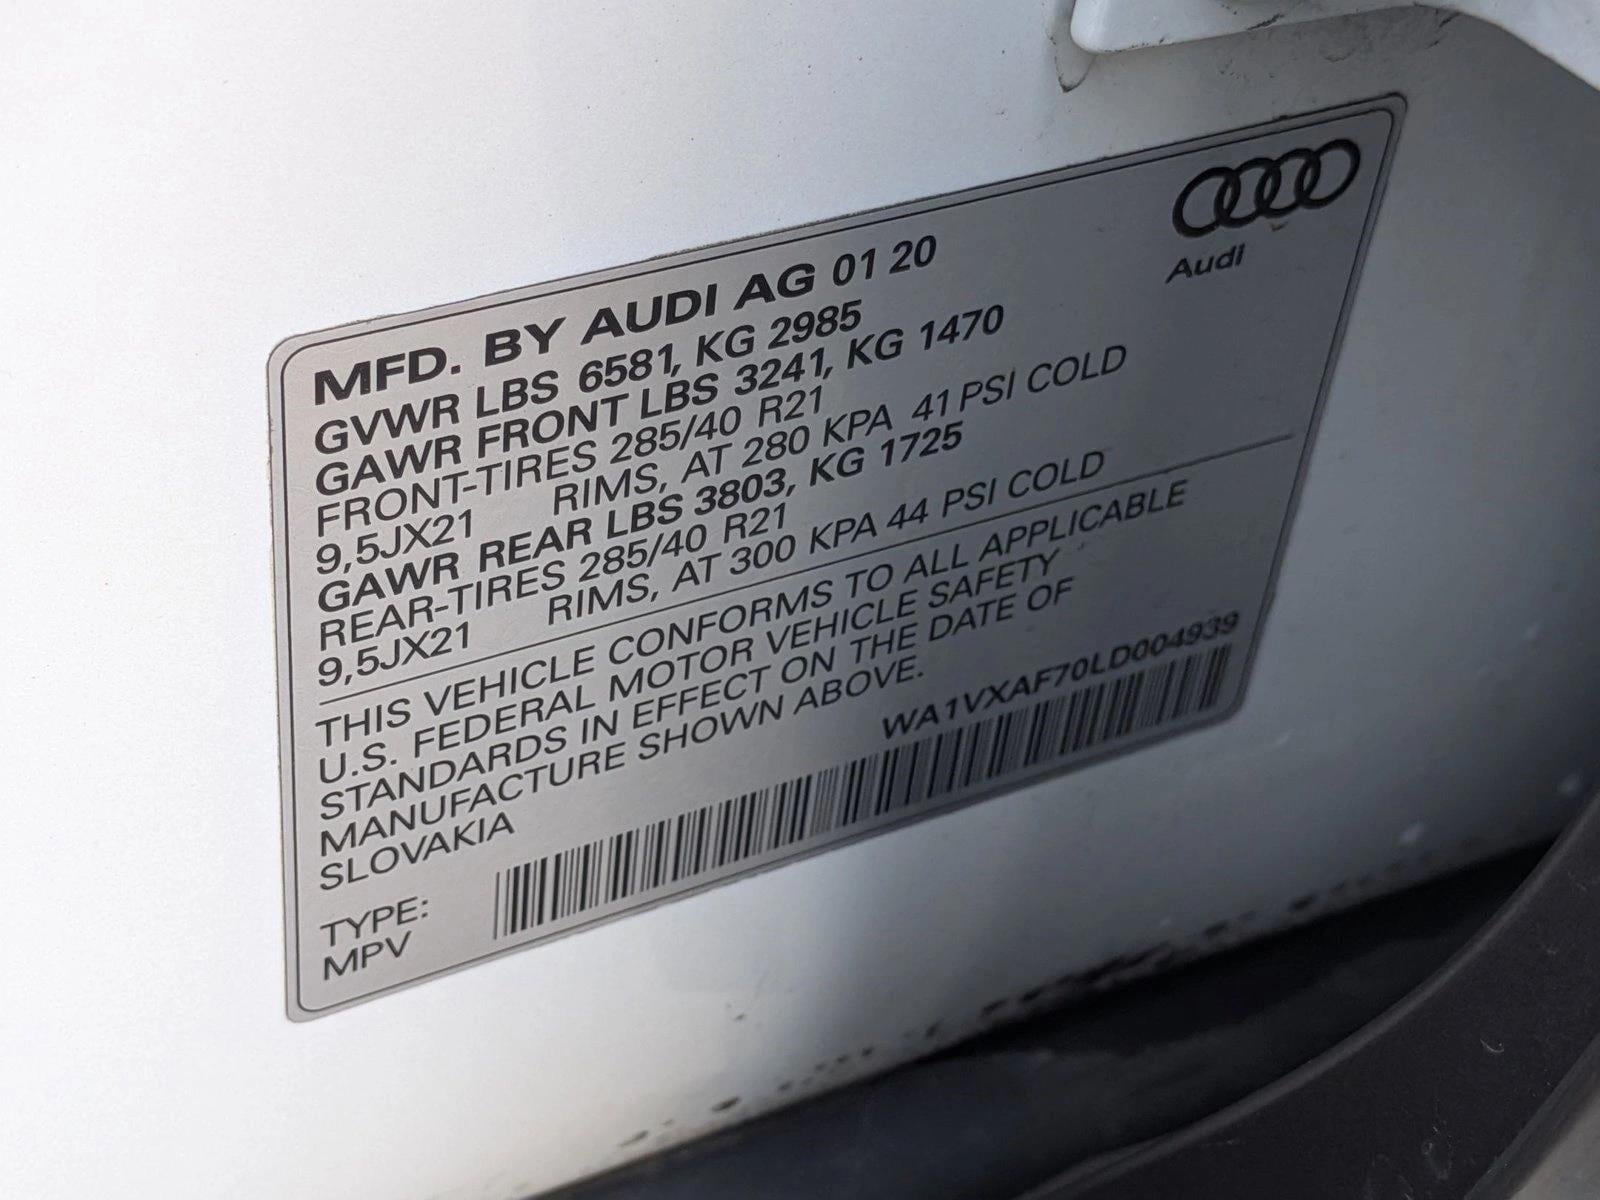 Audi
MFD. BY AUDI AG 01 20
GVWR LBS 6581, KG 2985
GAWR FRONT LBS 3241, KG 1470
FRONT-TIRES 285/40 R21
9,5JX21 RIMS, AT 280 KPA 41 PSI COLD
GAWR REAR LBS 3803, KG 1725
REAR-TIRES 285/40 R21
9,5JX21 RIMS, AT 300 KPA 44 PSI COLD
THIS VEHICLE CONFORMS TO ALL APPLICABLE
U.S. FEDERAL MOTOR VEHICLE SAFETY
STANDARDS IN EFFECT ON THE DATE OF
MANUFACTURE SHOWN ABOVE.
SLOVAKIA
WA1VXAF70LD004939
TYPE:
MPV